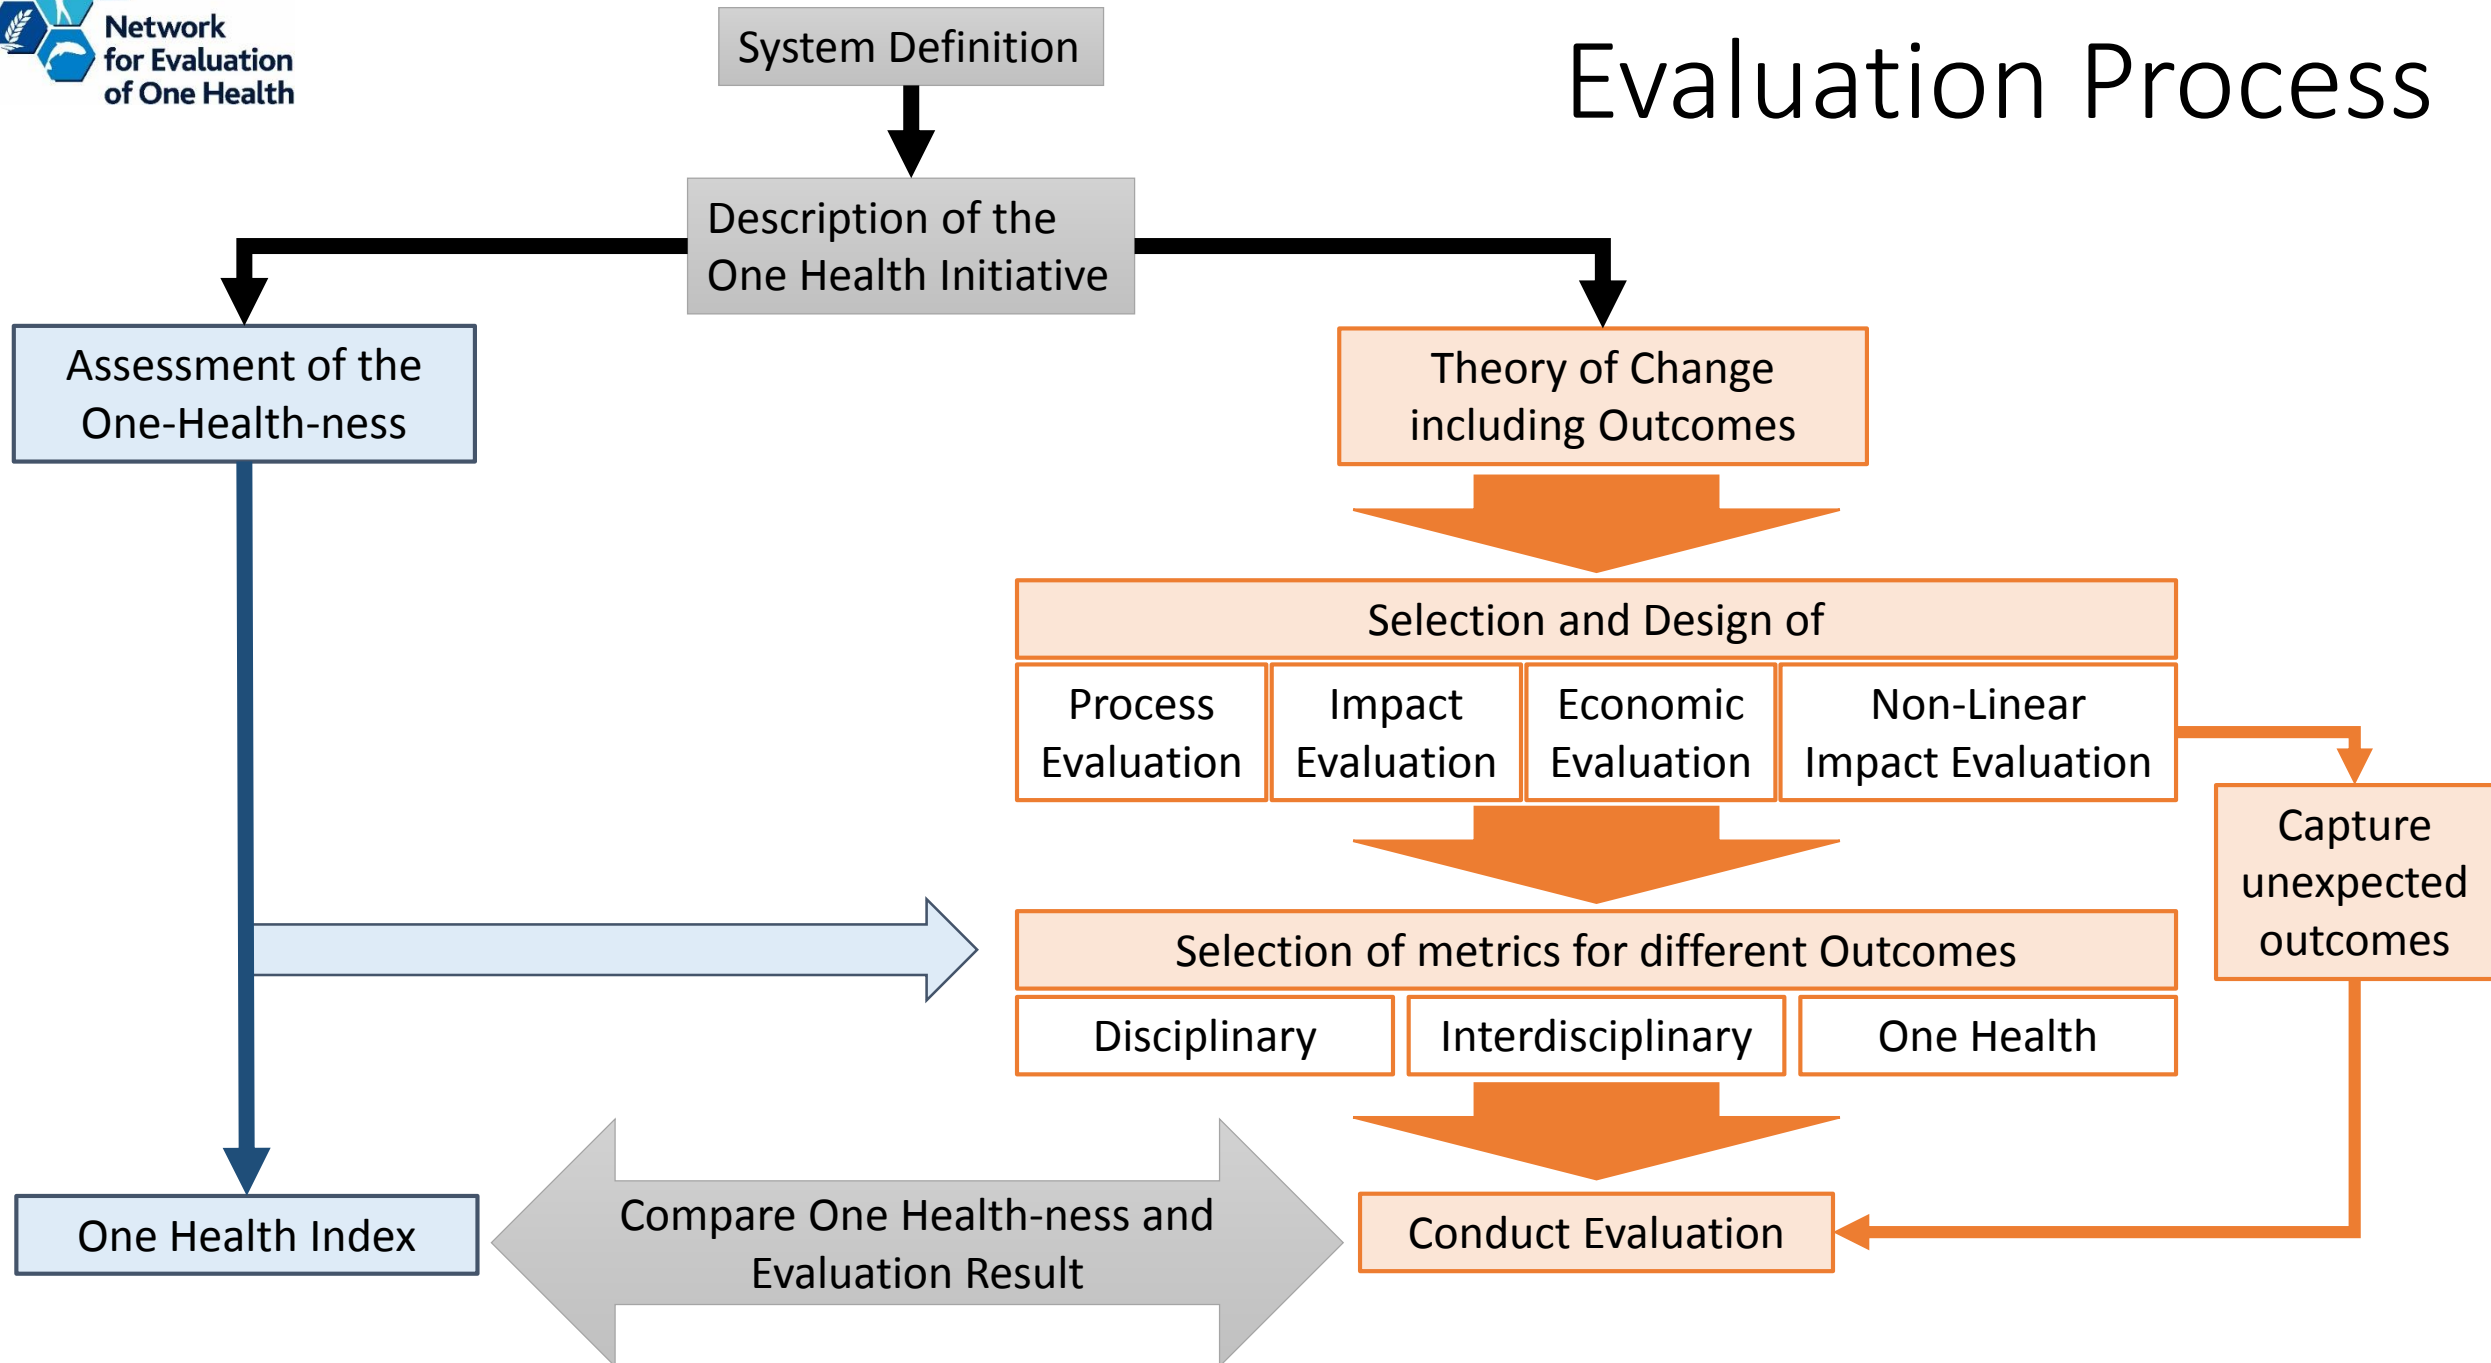 Network
for Evaluation
of One Health
System Definition
Evaluation Process
Description of the
One Health Initiative
Assessment of the
One-Health-ness
Theory of Change
including Outcomes
Selection and Design of
Process
Evaluation
Impact
Evaluation
Economic
Evaluation
Non-Linear
Impact Evaluation
Capture
unexpected
outcomes
Selection of metrics for different Outcomes
Disciplinary
Interdisciplinary
One Health
One Health Index
Compare One Health-ness and
Evaluation Result
Conduct Evaluation